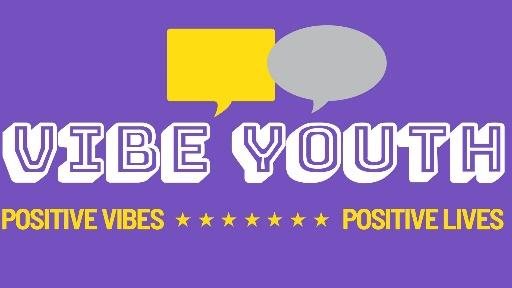 VIBE YOUTH
POSITIVE VIBES ★ ★ ★ ★ ★ ★ ★ POSITIVE LIVES